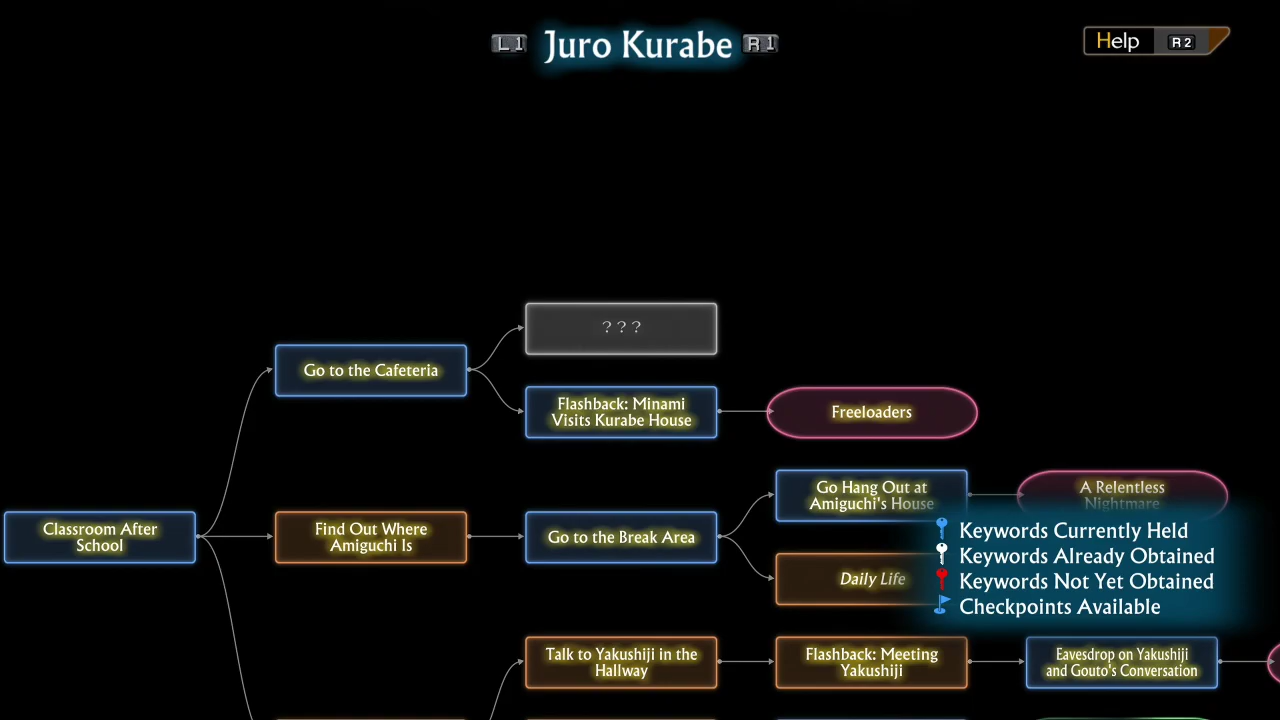 L1 Juro Kurabe R1
Help R2
? ? ?
Go to the Cafeteria
Flashback: Minami
Visits Kurabe House
Freeloaders
Go Hang Out at
Amiguchi's House
A Relentless
Nightmare
Classroom After
School
Find Out Where
Amiguchi Is
Go to the Break Area
Daily Life
Keywords Currently Held
Keywords Already Obtained
Keywords Not Yet Obtained
Checkpoints Available
Talk to Yakushiji in the
Hallway
Flashback: Meeting
Yakushiji
Eavesdrop on Yakushiji
and Gouto's Conversation